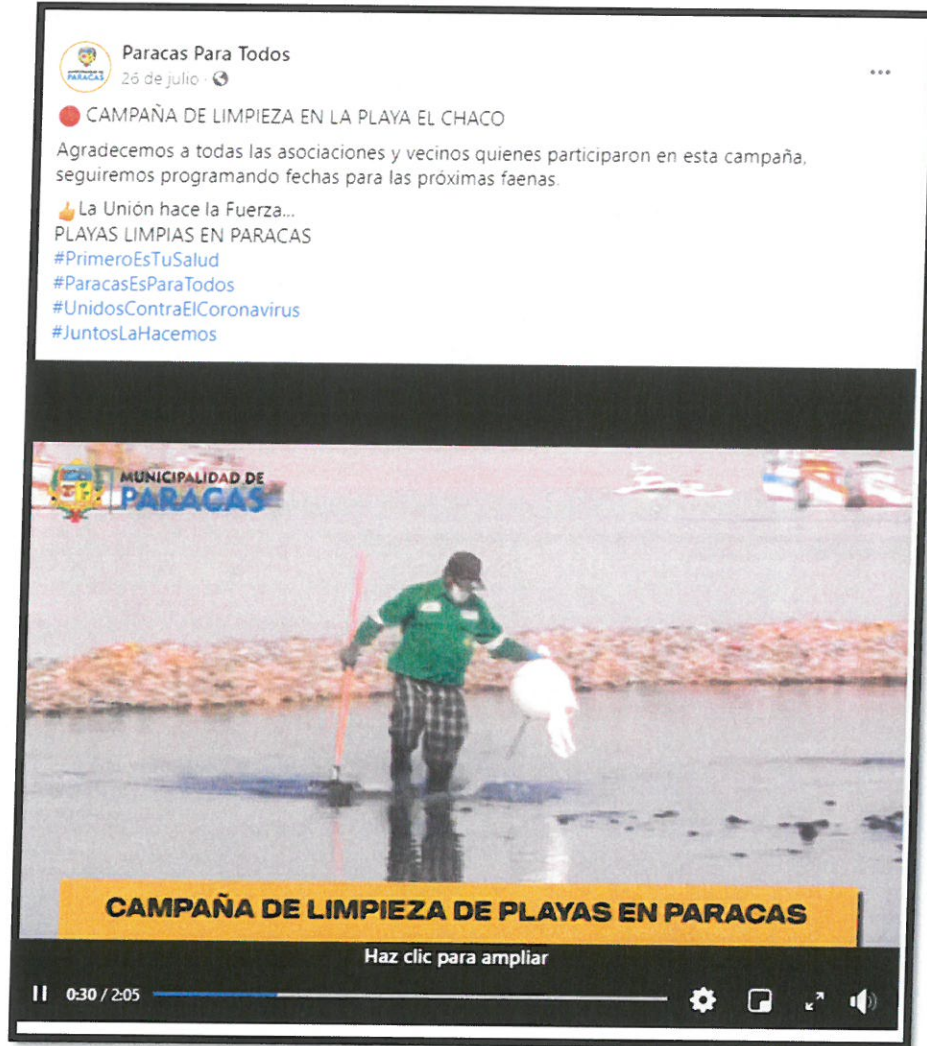 Paracas Para Todos
26 de julio
CAMPAÑA DE LIMPIEZA EN LA PLAYA EL CHACO
Agradecemos a todas las asociaciones y vecinos quienes participaron en esta campaña,
seguiremos programando fechas para las próximas faenas.
La Unión hace la Fuerza...
PLAYAS LIMPIAS EN PARACAS
#PrimeroEsTuSalud
#ParacasEsParaTodos
#UnidosContraElCoronavirus
#JuntosLaHacemos
MUNICIPALIDAD DE
PARACAS
CAMPAÑA DE LIMPIEZA DE PLAYAS EN PARACAS
Haz clic para ampliar
0:30 / 2:05